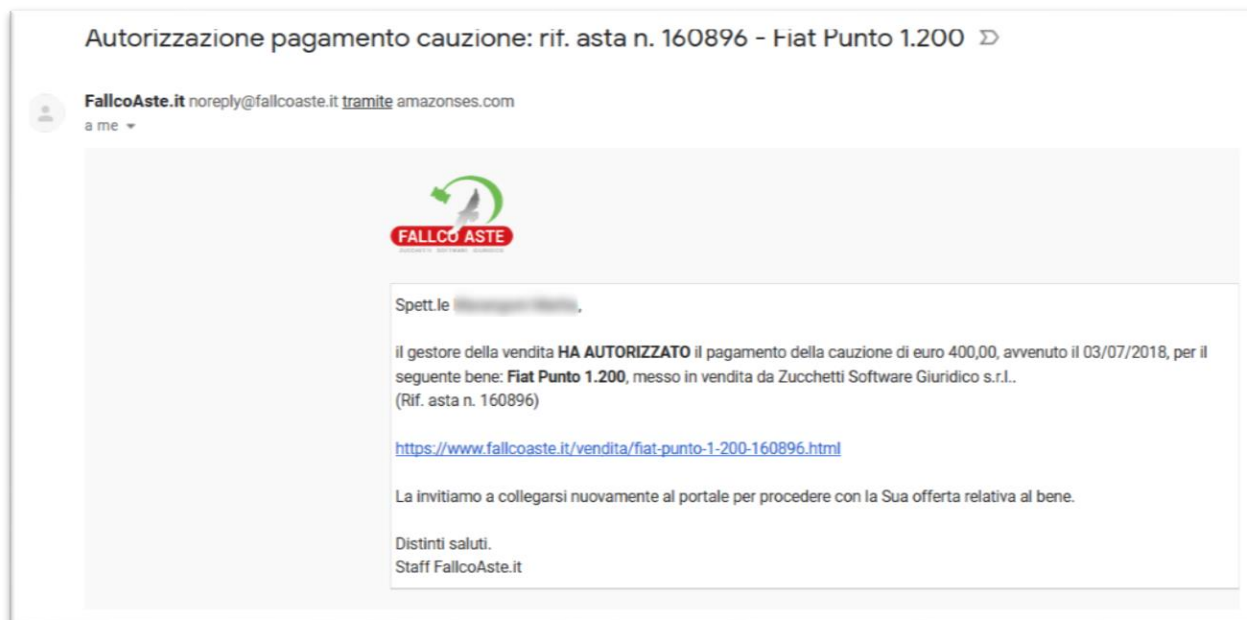 Autorizzazione pagamento cauzione: rif. asta n. 160896 - Fiat Punto 1.200
FallcoAste.it noreply@fallcoaste.it tramite amazonses.com
a me
FALLCO ASTE
Spett.le ,
il gestore della vendita HA AUTORIZZATO il pagamento della cauzione di euro 400,00, avvenuto il 03/07/2018, per il
seguente bene: Fiat Punto 1.200, messo in vendita da Zucchetti Software Giuridico s.r.l..
(Rif. asta n. 160896)
https://www.fallcoaste.it/vendita/fiat-punto-1-200-160896.html
La invitiamo a collegarsi nuovamente al portale per procedere con la Sua offerta relativa al bene.
Distinti saluti.
Staff FallcoAste.it